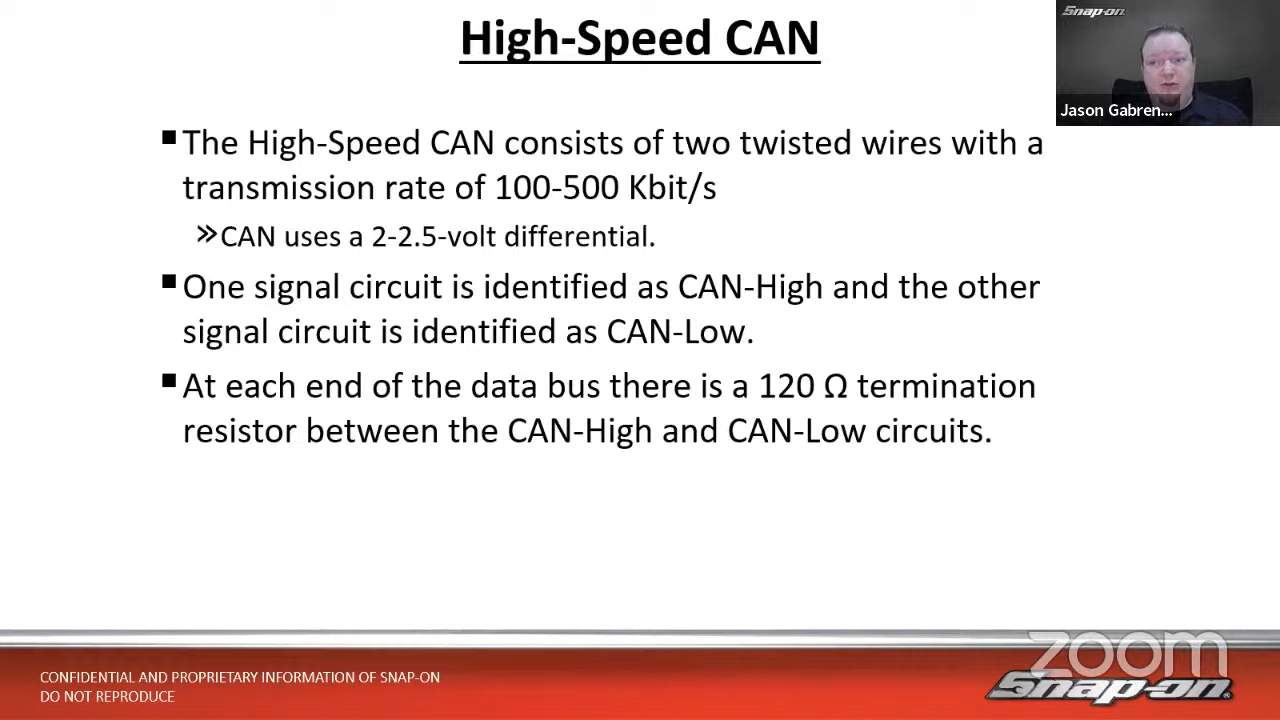 High-Speed CAN
Snap-on
Jason Gabren...
▪The High-Speed CAN consists of two twisted wires with a
transmission rate of 100-500 Kbit/s
»CAN uses a 2-2.5-volt differential.
▪One signal circuit is identified as CAN-High and the other
signal circuit is identified as CAN-Low.
▪At each end of the data bus there is a 120 Ω termination
resistor between the CAN-High and CAN-Low circuits.
CONFIDENTIAL AND PROPRIETARY INFORMATION OF SNAP-ON
DO NOT REPRODUCE
zoom
Snap-on®